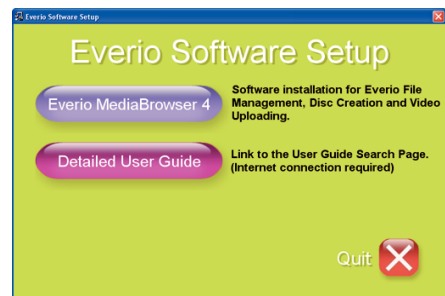 Everio Software Setup
Everio Software Setup
Everio MediaBrowser 4
Software installation for Everio File
Management, Disc Creation and Video
Uploading.
Detailed User Guide
Link to the User Guide Search Page.
(Internet connection required)
Quit